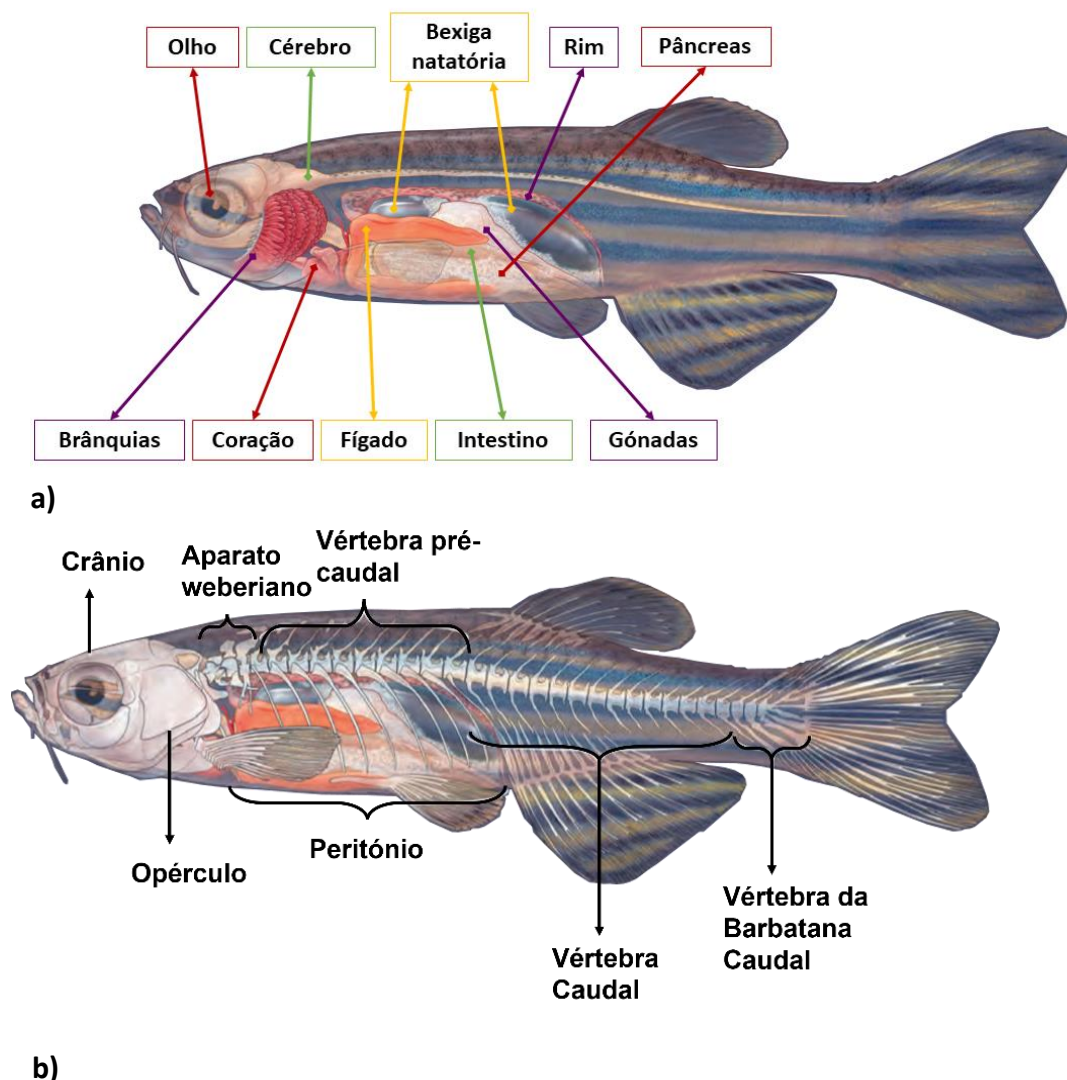 Olho
Cérebro
Bexiga
natatória
Rim
Pâncreas
Brânquias
Coração
Fígado
Intestino
Gónadas
a)
Crânio
Aparato
weberiano
Vértebra pré-
caudal
Opérculo
Peritónio
Vértebra
Caudal
Vértebra da
Barbatana
Caudal
b)